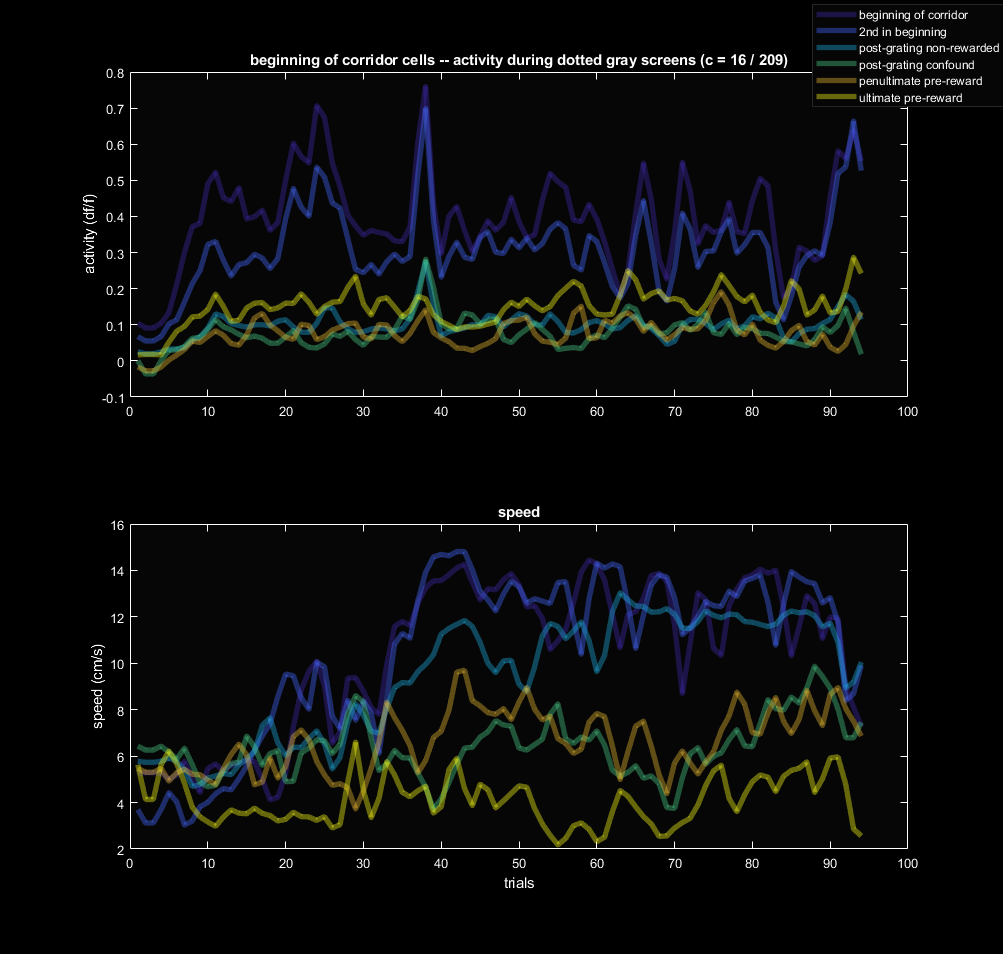 beginning of corridor
2nd in beginning
post-grating non-rewarded
post-grating confound
penultimate pre-reward
ultimate pre-reward
beginning of corridor cells -- activity during dotted gray screens (c = 16 / 209)
activity (df/f)
0.8
0.7
0.6
0.5
0.4
0.3
0.2
0.1
0
-0.1
0 10 20 30 40 50 60 70 80 90 100
speed
speed (cm/s)
16
14
12
10
8
6
4
2
0 10 20 30 40 50 60 70 80 90 100
trials